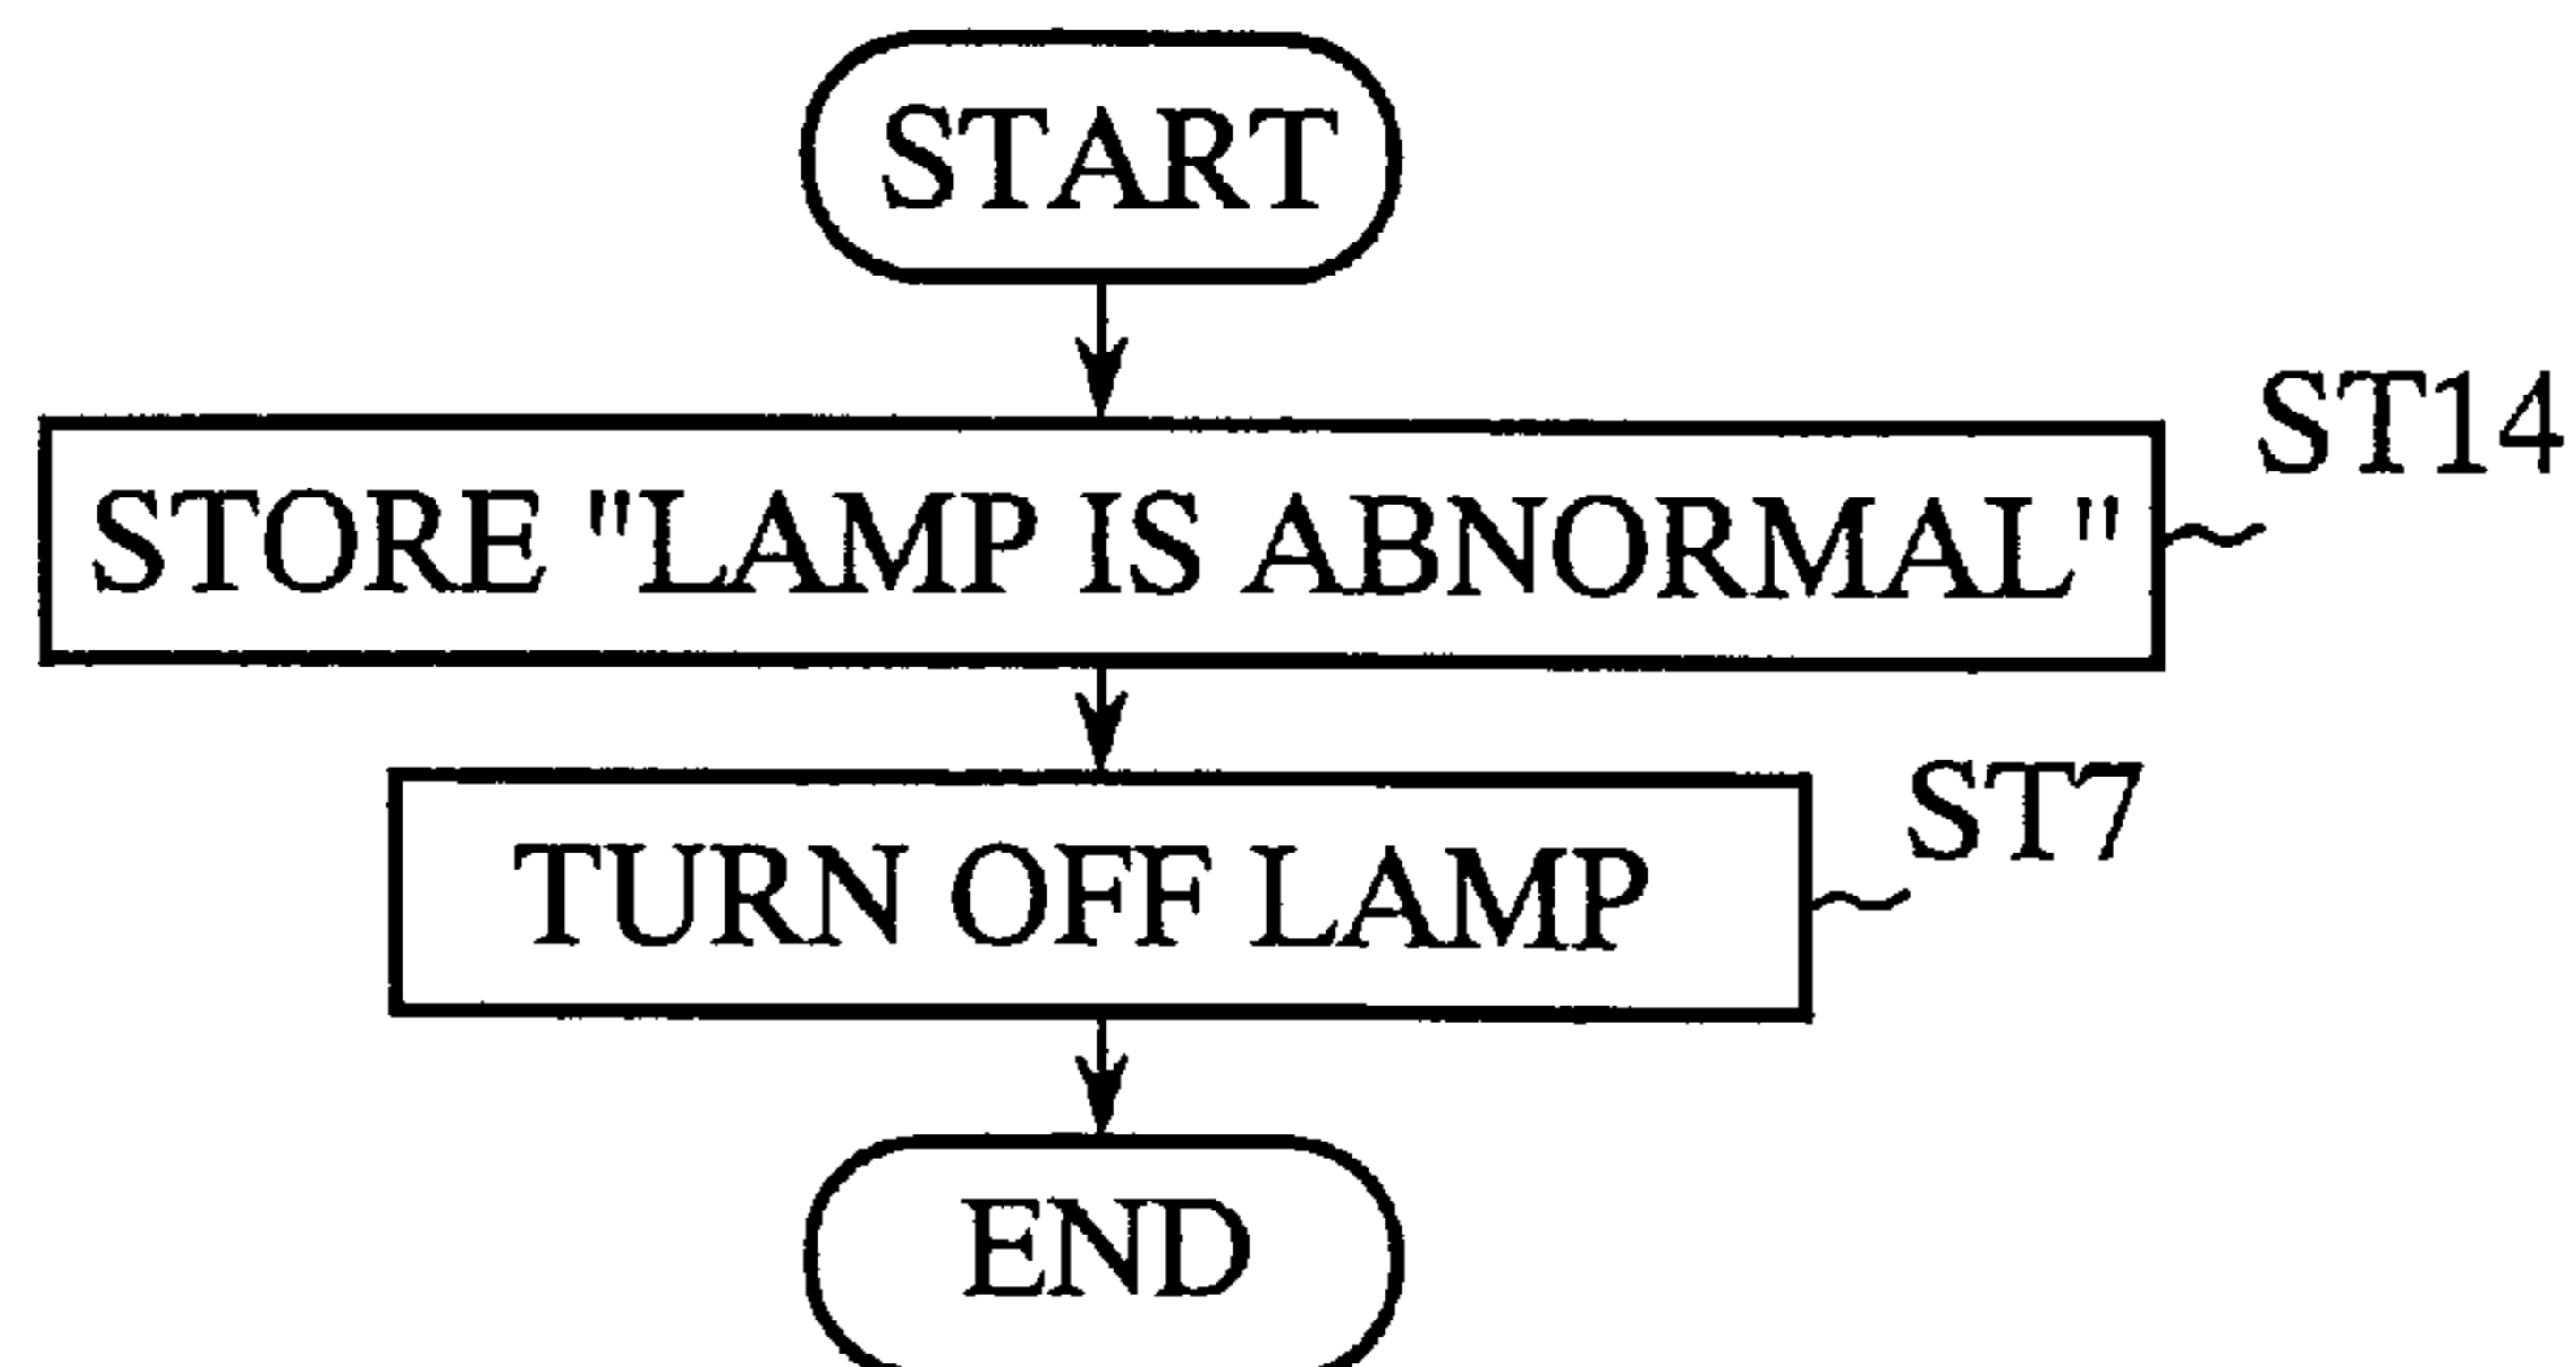 START
ST14
STORE "LAMP IS ABNORMAL"
ST7
TURN OFF LAMP
END